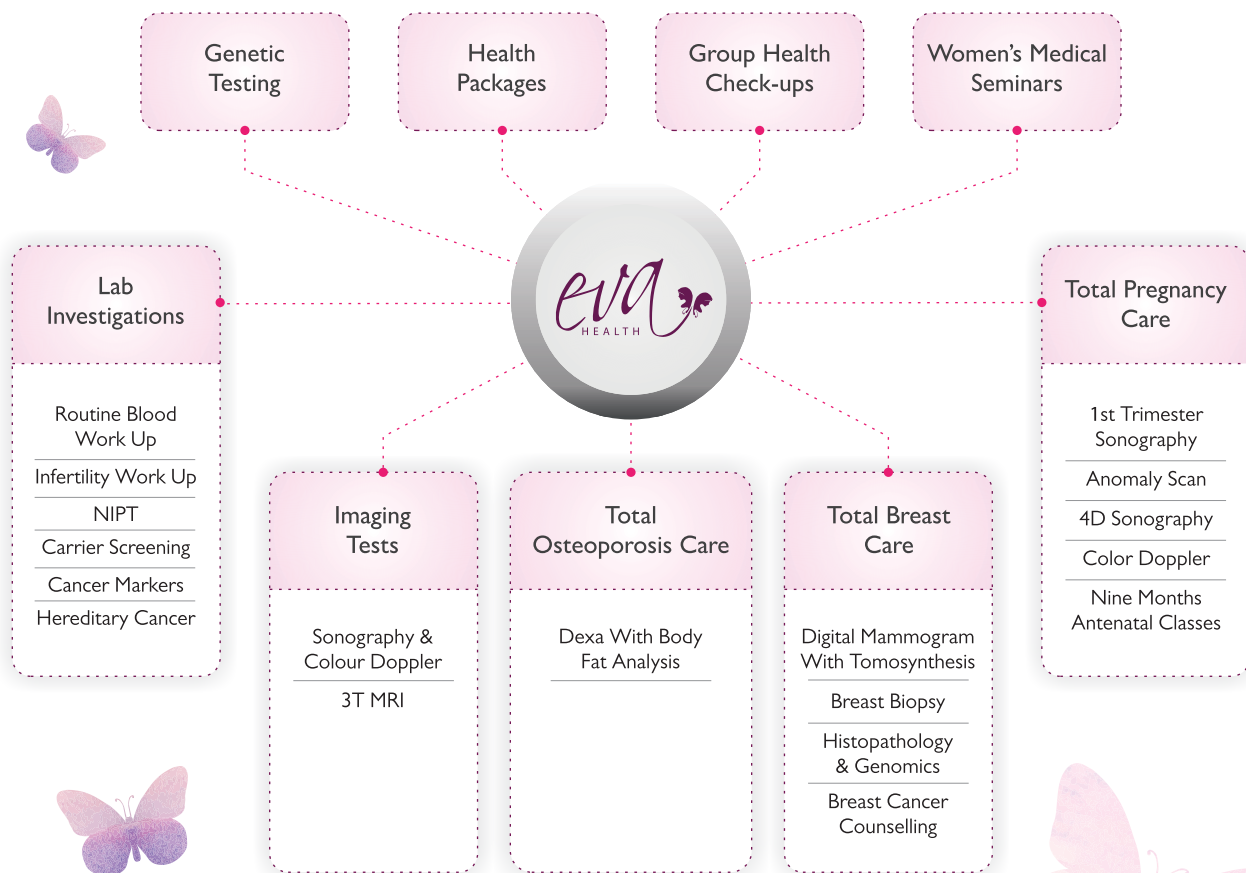 Genetic
Testing
Health
Packages
Group Health
Check-ups
Women's Medical
Seminars
eva
HEALTH
Lab
Investigations
Routine Blood
Work Up
Infertility Work Up
NIPT
Carrier Screening
Cancer Markers
Hereditary Cancer
Imaging
Tests
Sonography &
Colour Doppler
3T MRI
Total
Osteoporosis Care
Dexa With Body
Fat Analysis
Total Breast
Care
Digital Mammogram
With Tomosynthesis
Breast Biopsy
Histopathology
& Genomics
Breast Cancer
Counselling
Total Pregnancy
Care
1st Trimester
Sonography
Anomaly Scan
4D Sonography
Color Doppler
Nine Months
Antenatal Classes